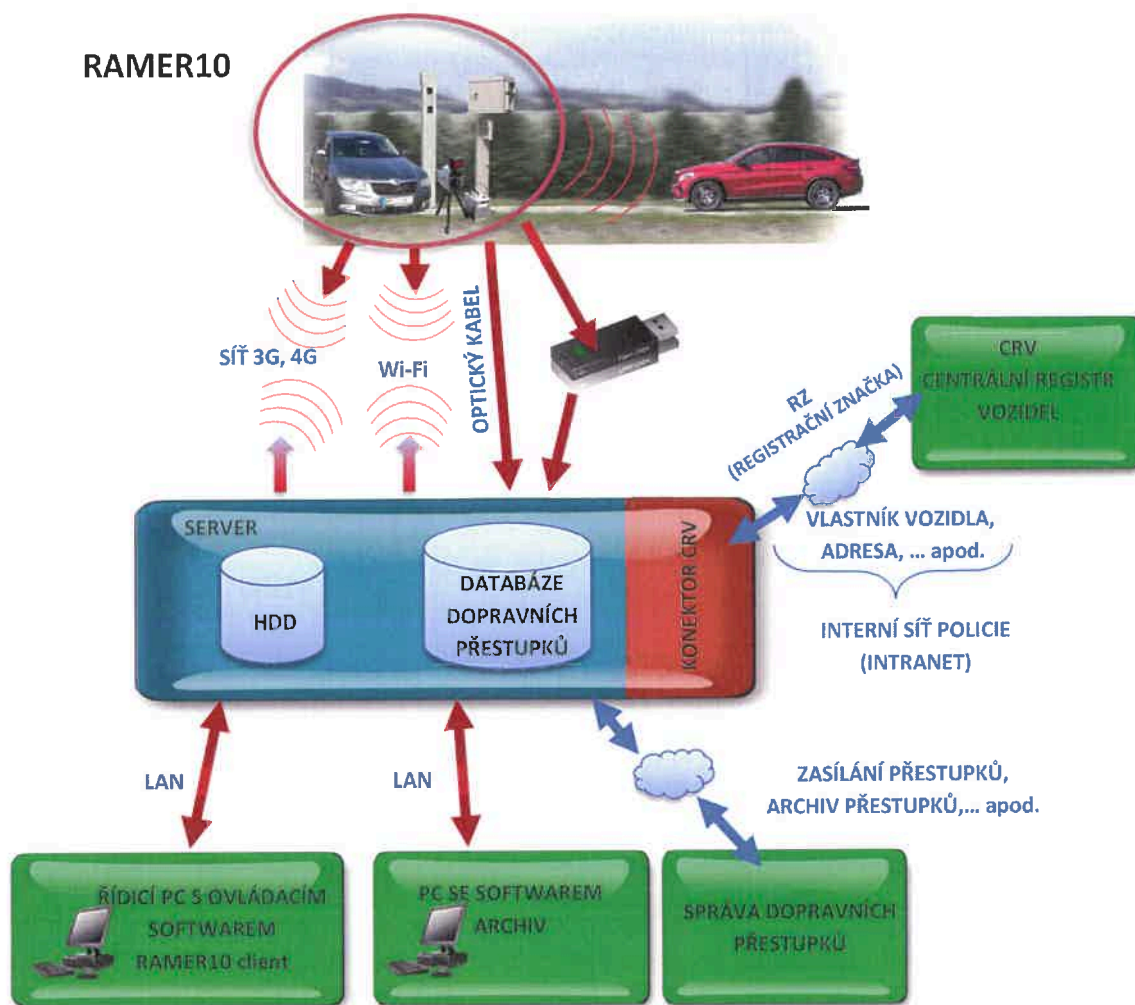 RAMER10
SÍŤ 3G, 4G
Wi-Fi
OPTICKÝ KABEL
RZ
(REGISTRAČNÍ ZNAČKA)
CRV
CENTRÁLNÍ REGISTR
VOZIDEL
VLASTNÍK VOZIDLA,
ADRESA, ... apod.
INTERNÍ SÍŤ POLICIE
(INTRANET)
SERVER
HDD
DATABÁZE
DOPRAVNÍCH
PŘESTUPKŮ
KONEKTOR CRV
LAN
LAN
ZASÍLÁNÍ PŘESTUPKŮ,
ARCHIV PŘESTUPKŮ,... apod.
ŘÍDICÍ PC S OVLÁDACÍM
SOFTWAREM
RAMER10 client
PC SE SOFTWAREM
ARCHIV
SPRÁVA DOPRAVNÍCH
PŘESTUPKŮ